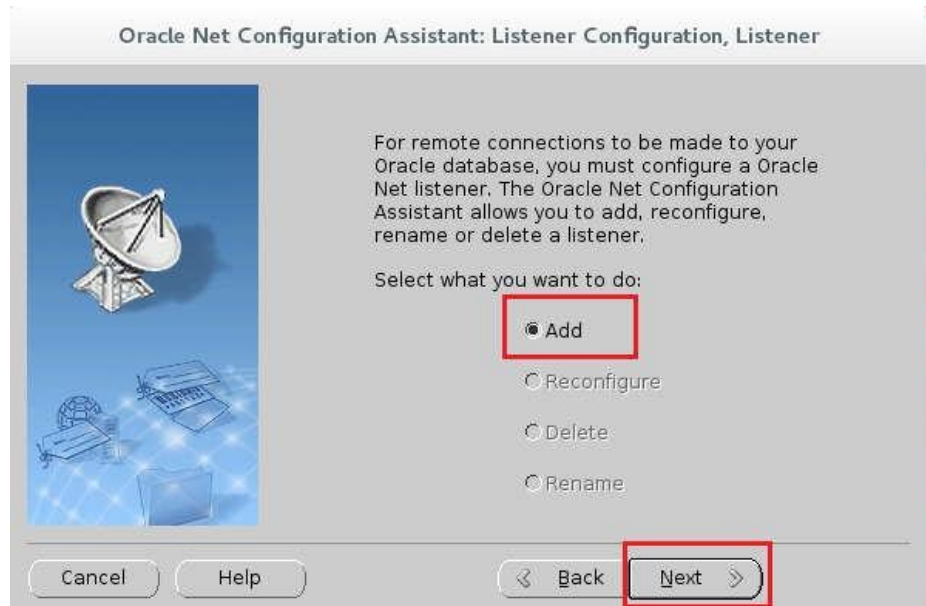 Oracle Net Configuration Assistant: Listener Configuration, Listener
For remote connections to be made to your
Oracle database, you must configure a Oracle
Net listener. The Oracle Net Configuration
Assistant allows you to add, reconfigure,
rename or delete a listener.
Select what you want to do:
Add
Reconfigure
Delete
Rename
Cancel Help Back Next